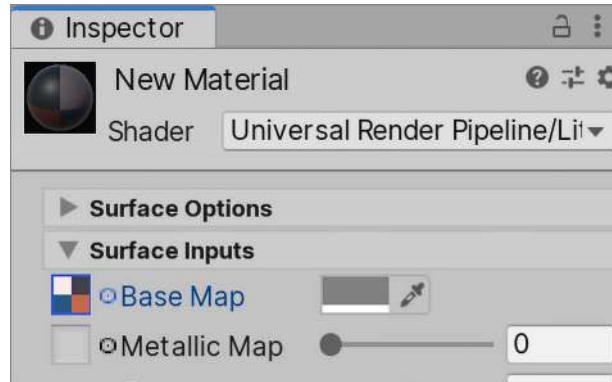 Inspector
New Material
Shader Universal Render Pipeline/Lit
Surface Options
Surface Inputs
Base Map
Metallic Map 0